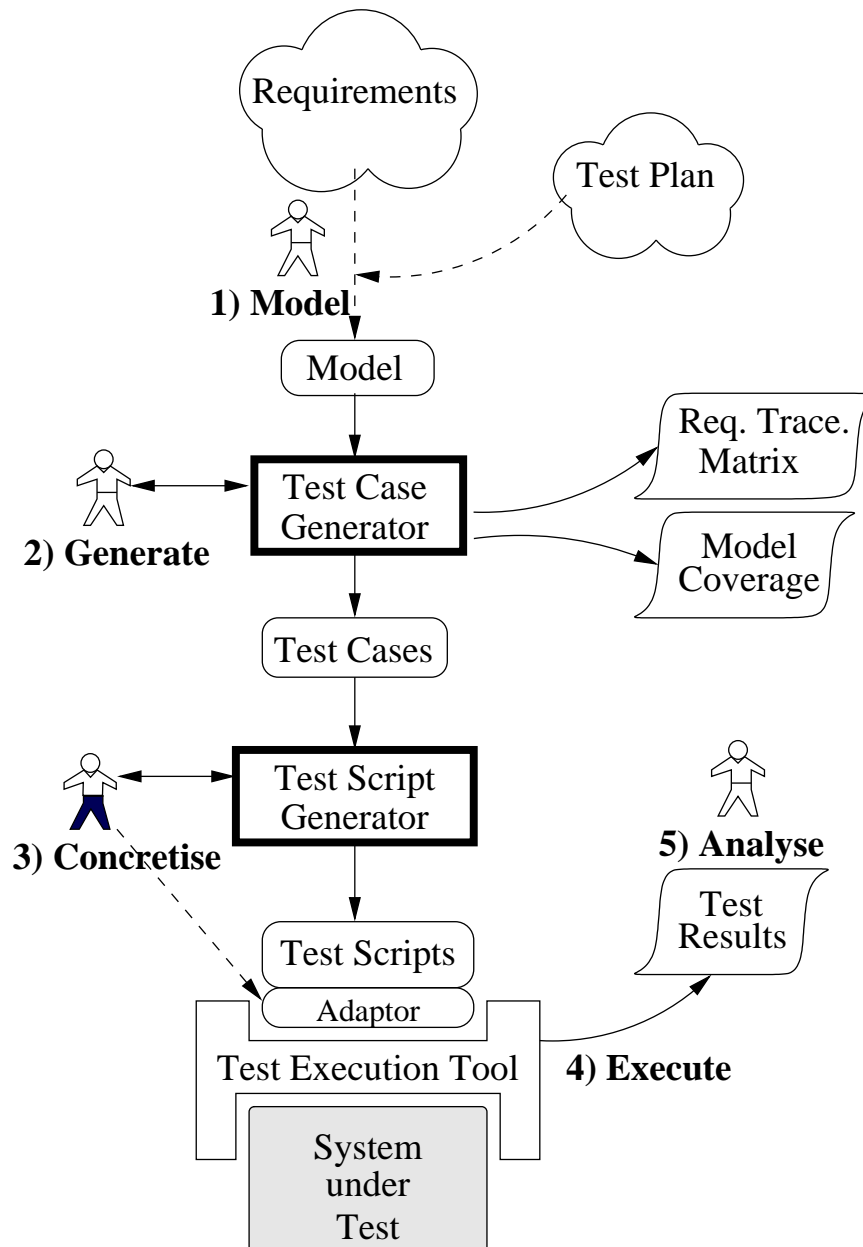 Requirements
Test Plan
1) Model
Model
Req. Trace.
Matrix
Test Case
Generator
2) Generate
Model
Coverage
Test Cases
Test Script
Generator
3) Concretise
5) Analyse
Test
Results
Test Scripts
Adaptor
Test Execution Tool
4) Execute
System
under
Test